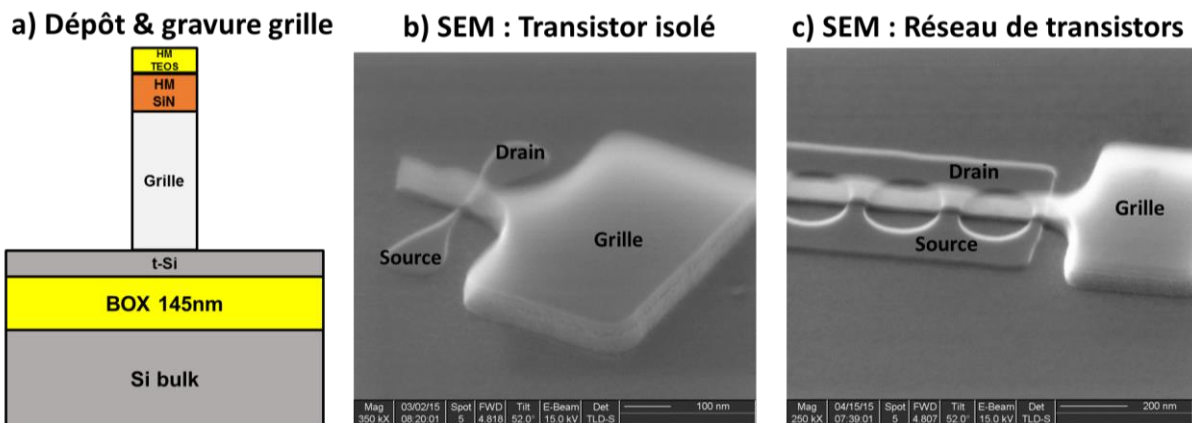 a) Dépôt & gravure grille
HM
TEOS
HM
SiN
Grille
t-Si
BOX 145nm
Si bulk
b) SEM : Transistor isolé
Drain
Source
Grille
Mag 03/02/15 Spot FWD Tilt E-Beam Det 100 nm
350 kX 08:20:01 5 4.818 52.0° 15.0 kV TLD-S
c) SEM : Réseau de transistors
Drain
Source
Grille
Mag 04/15/15 Spot FWD Tilt E-Beam Det 200 nm
250 kX 07:39:01 5 4.807 52.0° 15.0 kV TLD-S